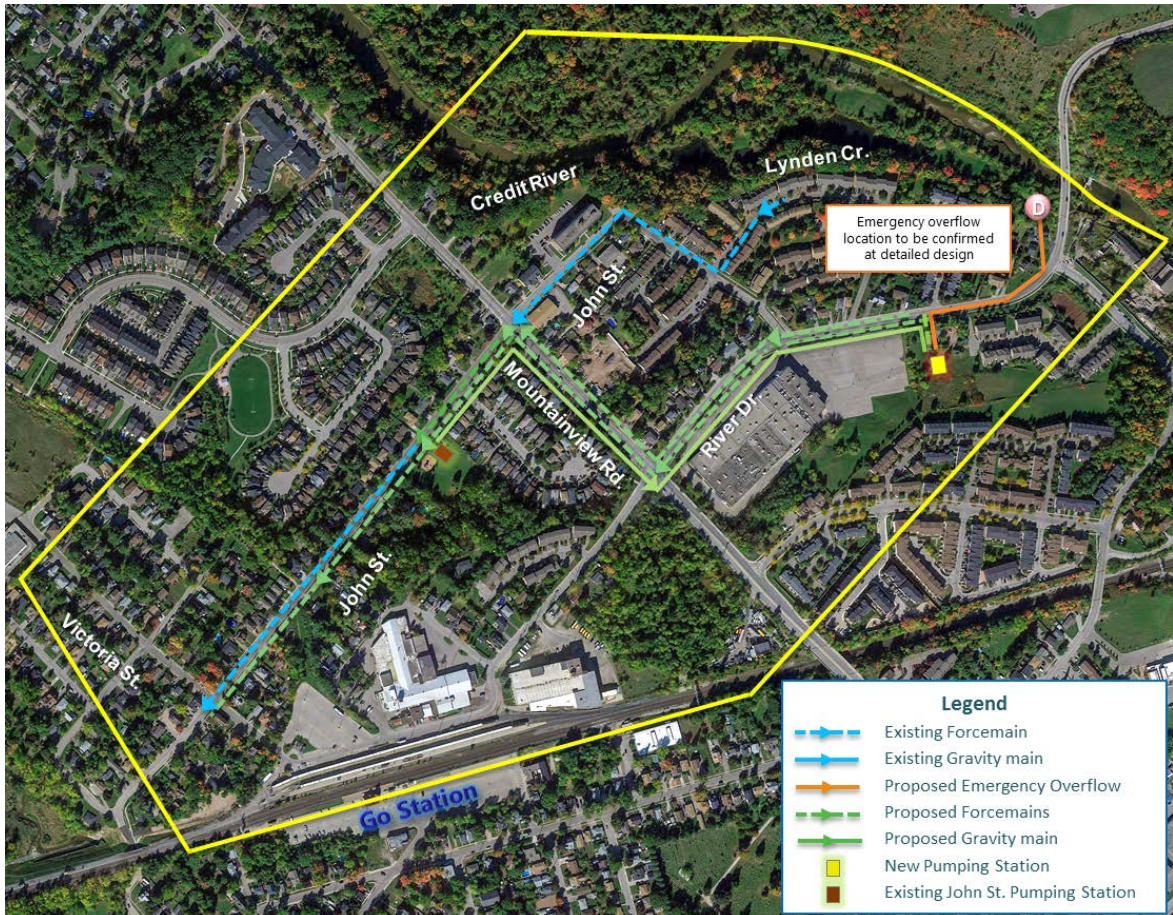 Credit River
Lynden Cr.
D
Emergency overflow
location to be confirmed
at detailed design
John St.
Mountainview Rd
River Dr.
John St.
Victoria St.
Go Station
Legend
Existing Forcemain
Existing Gravity main
Proposed Emergency Overflow
Proposed Forcemains
Proposed Gravity main
New Pumping Station
Existing John St. Pumping Station